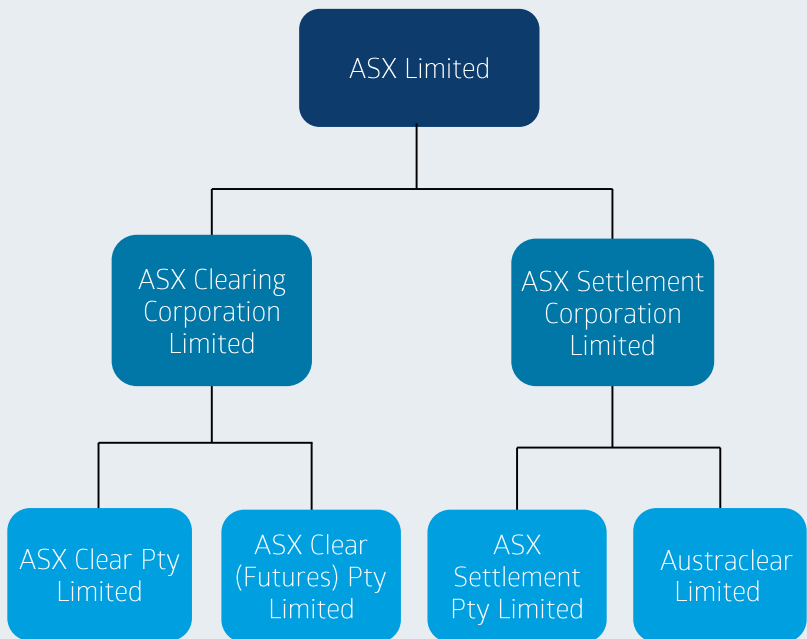 ASX Limited
ASX Clearing
Corporation
Limited
ASX Settlement
Corporation
Limited
ASX Clear Pty
Limited
ASX Clear
(Futures) Pty
Limited
ASX
Settlement
Pty Limited
Austraclear
Limited